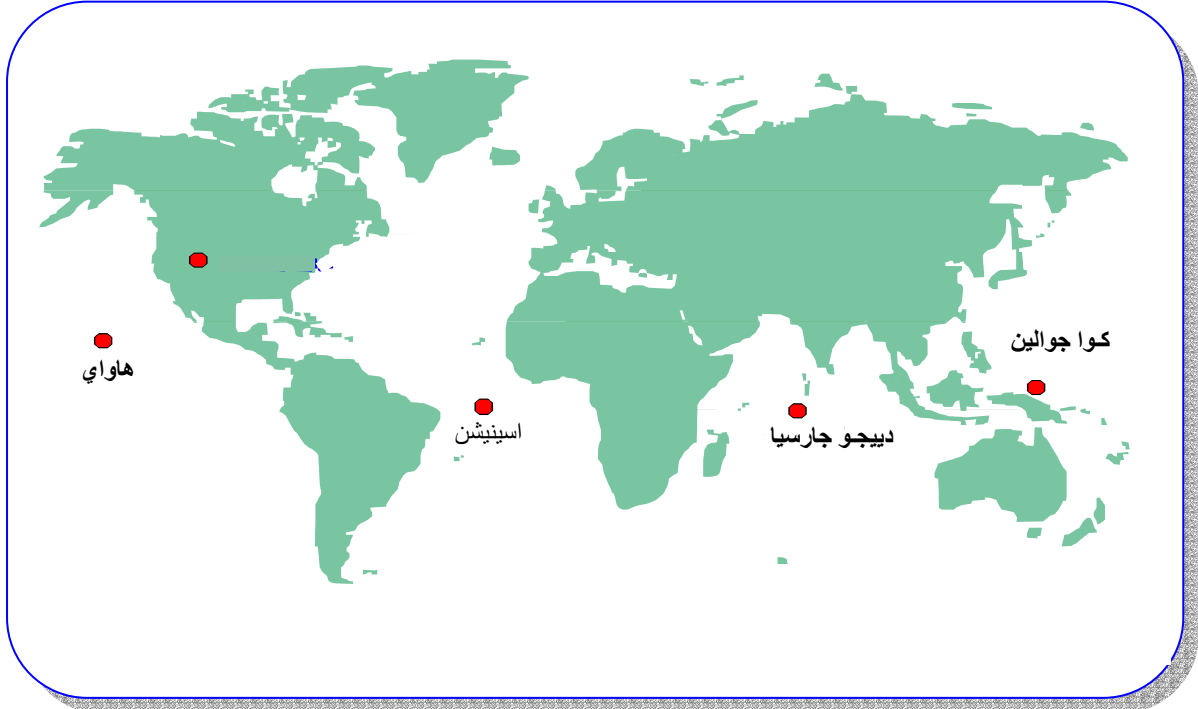 كوا جوالين
هاواي
اسينيشن
دييجو جارسيا